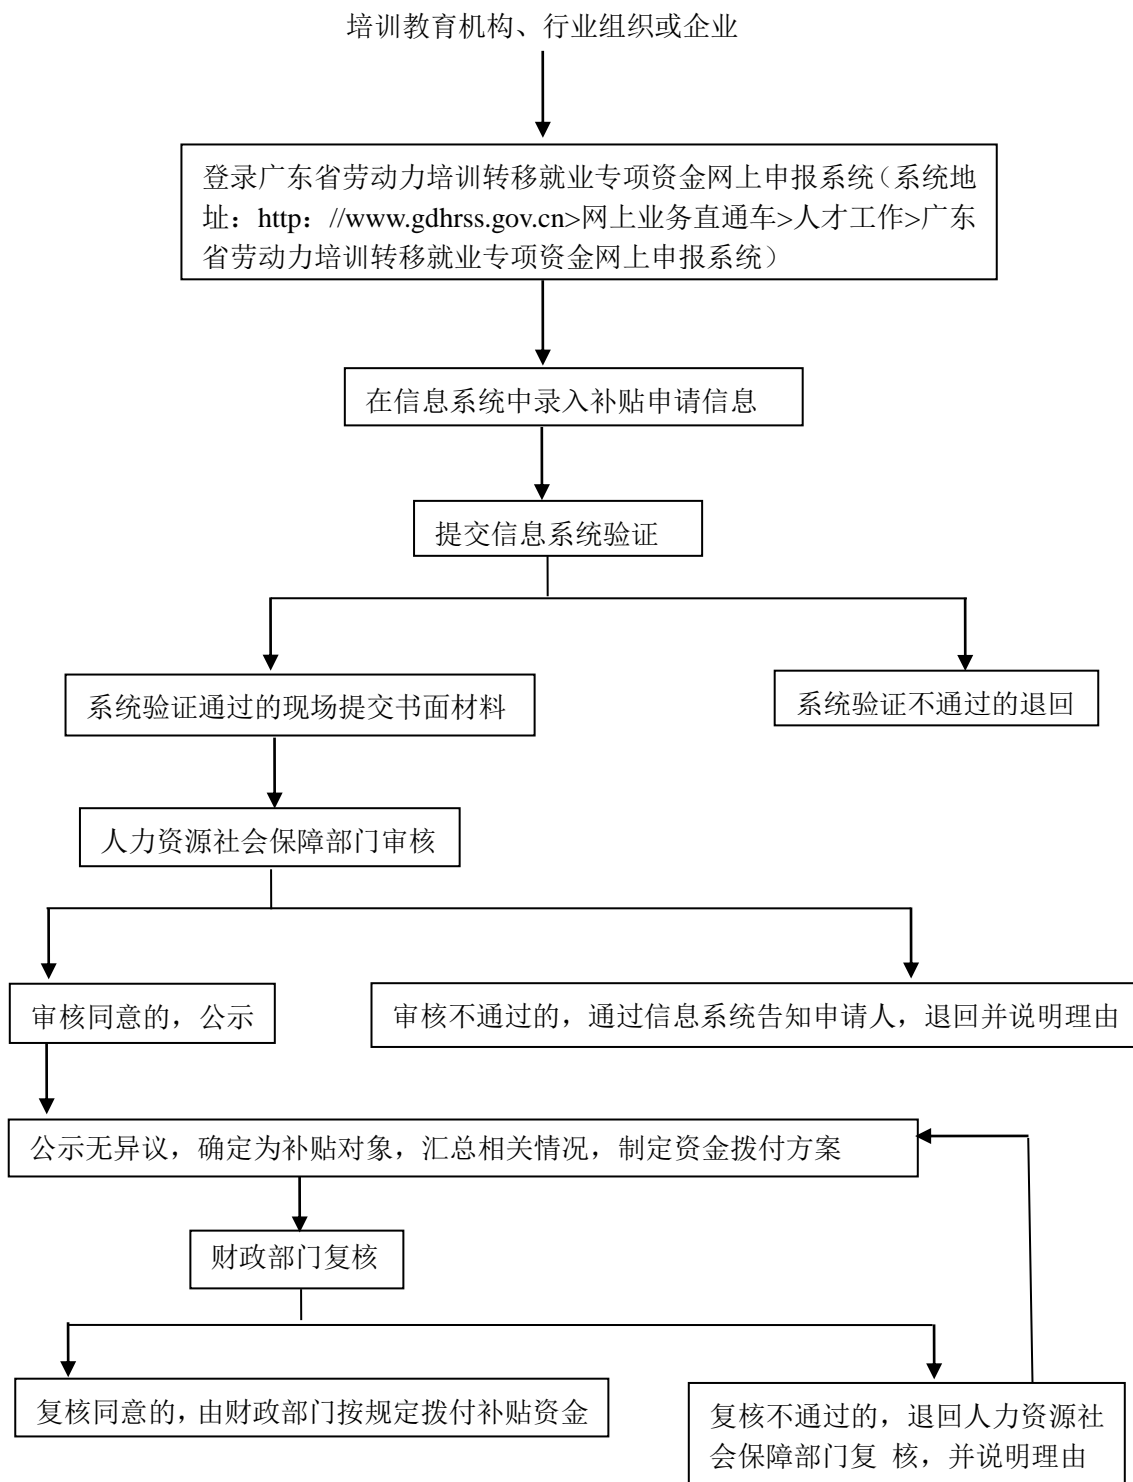 培训教育机构、行业组织或企业
登录广东省劳动力培训转移就业专项资金网上申报系统（系统地
址：http：//www.gdhrss.gov.cn>网上业务直通车>人才工作>广东
省劳动力培训转移就业专项资金网上申报系统）
在信息系统中录入补贴申请信息
提交信息系统验证
系统验证通过的现场提交书面材料
系统验证不通过的退回
人力资源社会保障部门审核
审核同意的，公示
审核不通过的，通过信息系统告知申请人，退回并说明理由
公示无异议，确定为补贴对象，汇总相关情况，制定资金拨付方案
财政部门复核
复核同意的，由财政部门按规定拨付补贴资金
复核不通过的，退回人力资源社
会保障部门复 核，并说明理由